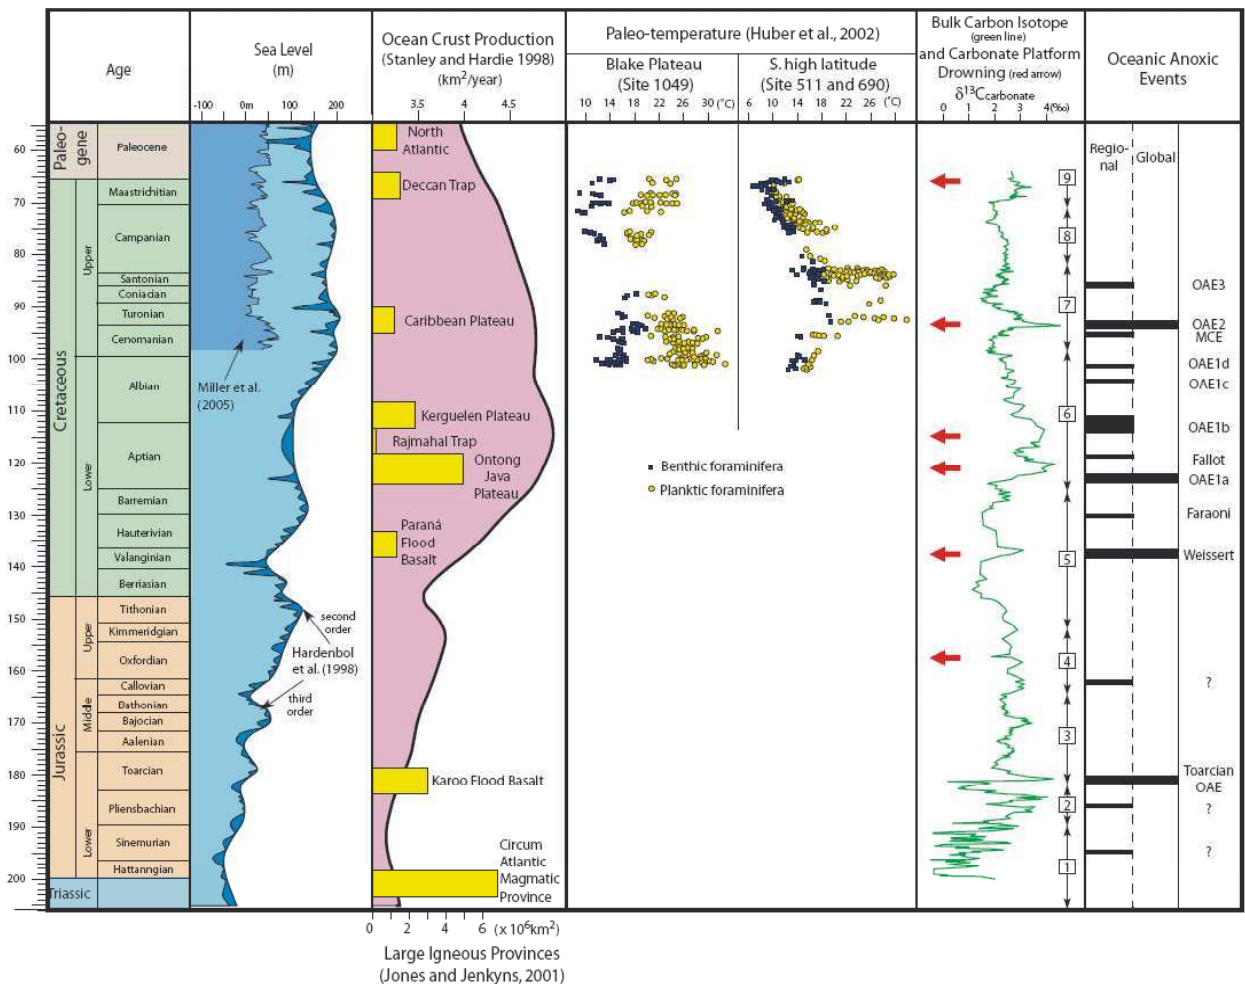 Age
Sea Level
(m)
-100 0m 100 200
Ocean Crust Production
(Stanley and Hardie 1998)
(km²/year)
3.5 4 4.5
Paleo-temperature (Huber et al., 2002)
Blake Plateau
(Site 1049)
10 14 18 22 26 30 (°C)
S. high latitude
(Site 511 and 690)
6 10 14 18 22 26 (°C)
Bulk Carbon Isotope
(green line)
and Carbonate Platform
Drowning (red arrow)
δ¹³Ccarbonate
0 1 2 3 4(‰)
Oceanic Anoxic
Events
Regio-
nal
Global
60
70
80
90
100
110
120
130
140
150
160
170
180
190
200
Paleo-
gene
Cretaceous
Jurassic
Triassic
Upper
Lower
Upper
Middle
Lower
Paleocene
Maastrichitian
Campanian
Santonian
Coniacian
Turonian
Cenomanian
Albian
Aptian
Barremian
Hauterivian
Valanginian
Berriasian
Tithonian
Kimmeridgian
Oxfordian
Callovian
Dathonian
Bajocian
Aalenian
Toarcian
Pliensbachian
Sinemurian
Hattanngian
Miller et al.
(2005)
second
order
Hardenbol
et al. (1998)
third
order
North
Atlantic
Deccan Trap
Caribbean Plateau
Kerguelen Plateau
Rajmahal Trap
Ontong
Java
Plateau
Paraná
Flood
Basalt
Karoo Flood Basalt
Circum
Atlantic
Magmatic
Province
Benthic foraminifera
Planktic foraminifera
9
8
7
6
5
4
3
2
1
OAE3
OAE2
MCE
OAE1d
OAE1c
OAE1b
Fallot
OAE1a
Faraoni
Weissert
?
Toarcian
OAE
?
?
0 2 4 6 (x 10⁶km²)
Large Igneous Provinces
(Jones and Jenkyns, 2001)